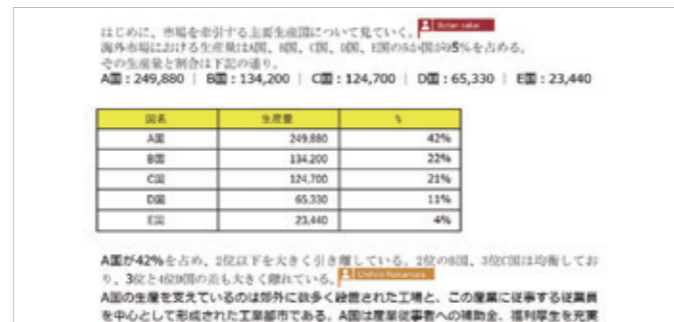 はじめに、市場を牽引する主要生産国について見ていく。
海外市場における生産量はA国、B国、C国、D国、E国の5か国が95%を占める。
その生産量と割合は下記の通り。
A国：249,880 | B国：134,200 | C国：124,700 | D国：65,330 | E国：23,440
国名 生産量 %
A国 249,880 42%
B国 134,200 22%
C国 124,700 21%
D国 65,330 11%
E国 23,440 4%
A国が42%を占め、2位以下を大きく引き離している。2位のB国、3位C国は均衡してお
り、3位と4位D国の差も大きく離れている。 Chihiro Nakamura
A国の生産を支えているのは郊外に数多く設置された工場と、この産業に従事する従業員
を中心として形成された工業都市である。A国は産業従事者への補助金、福利厚生を充実